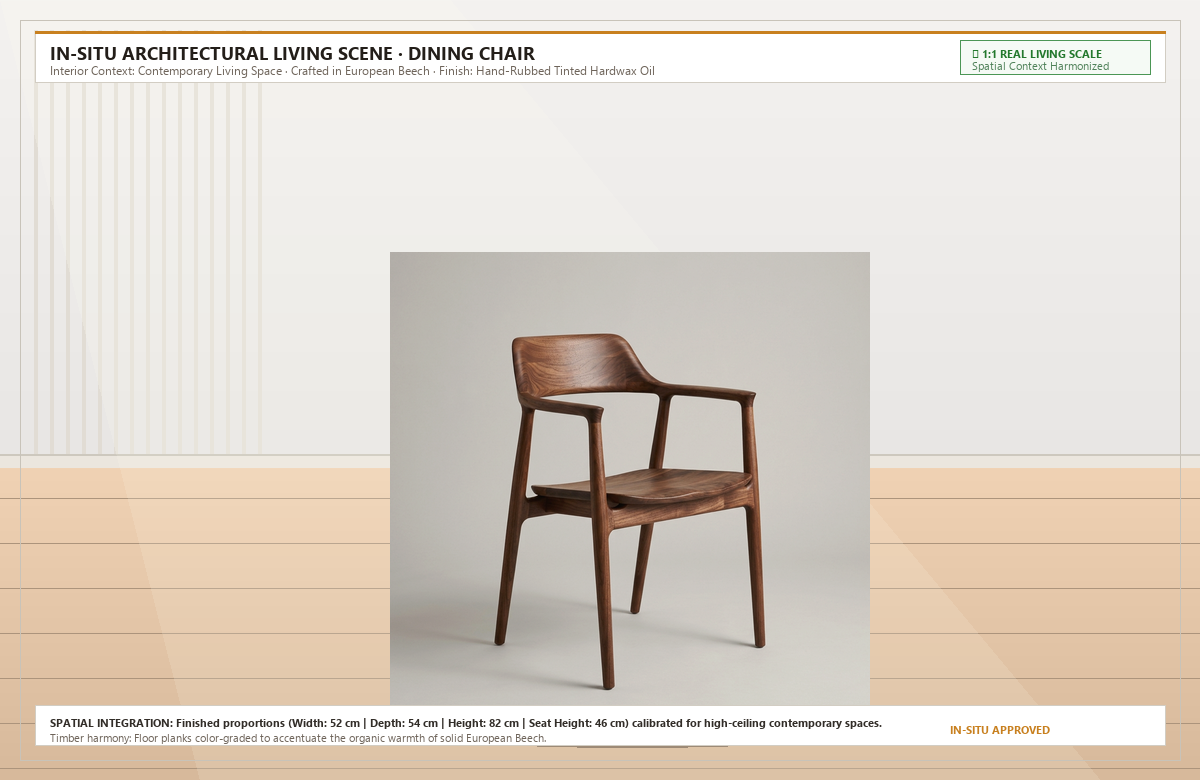 IN-SITU ARCHITECTURAL LIVING SCENE · DINING CHAIR
Interior Context: Contemporary Living Space · Crafted in European Beech · Finish: Hand-Rubbed Tinted Hardwax Oil
1:1 REAL LIVING SCALE
Spatial Context Harmonized
SPATIAL INTEGRATION: Finished proportions (Width: 52 cm | Depth: 54 cm | Height: 82 cm | Seat Height: 46 cm) calibrated for high-ceiling contemporary spaces.
Timber harmony: Floor planks color-graded to accentuate the organic warmth of solid European Beech.
IN-SITU APPROVED